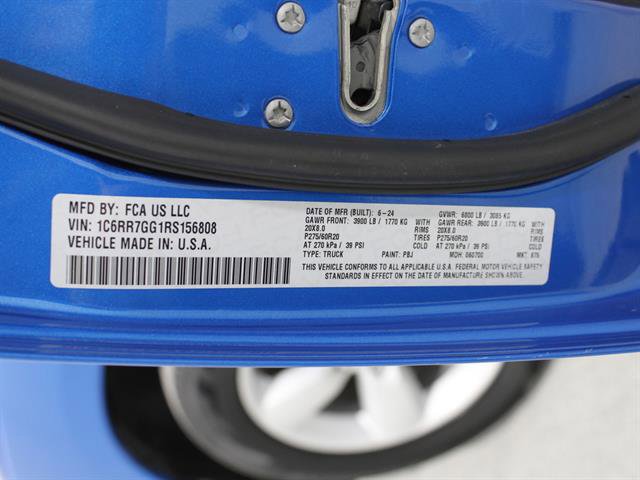 MFD BY: FCA US LLC
VIN: 1C6RR7GG1RS156808
VEHICLE MADE IN: U.S.A.
DATE OF MFR (BUILT): 6-24 GVWR: 6800 LB / 3085 KG
GAWR FRONT: 3900 LB / 1770 KG GAWR REAR: 3900 LB / 1770 KG
20X8.0 RIMS 20X8.0 RIMS
P275/60R20 TIRES P275/60R20 TIRES
AT 270 kPa / 39 PSI COLD AT 270 kPa / 39 PSI COLD
TYPE: TRUCK PAINT: PBJ MDH: 060700 MKT: 875
THIS VEHICLE CONFORMS TO ALL APPLICABLE U.S.A. FEDERAL MOTOR VEHICLE SAFETY
STANDARDS IN EFFECT ON THE DATE OF MANUFACTURE SHOWN ABOVE.